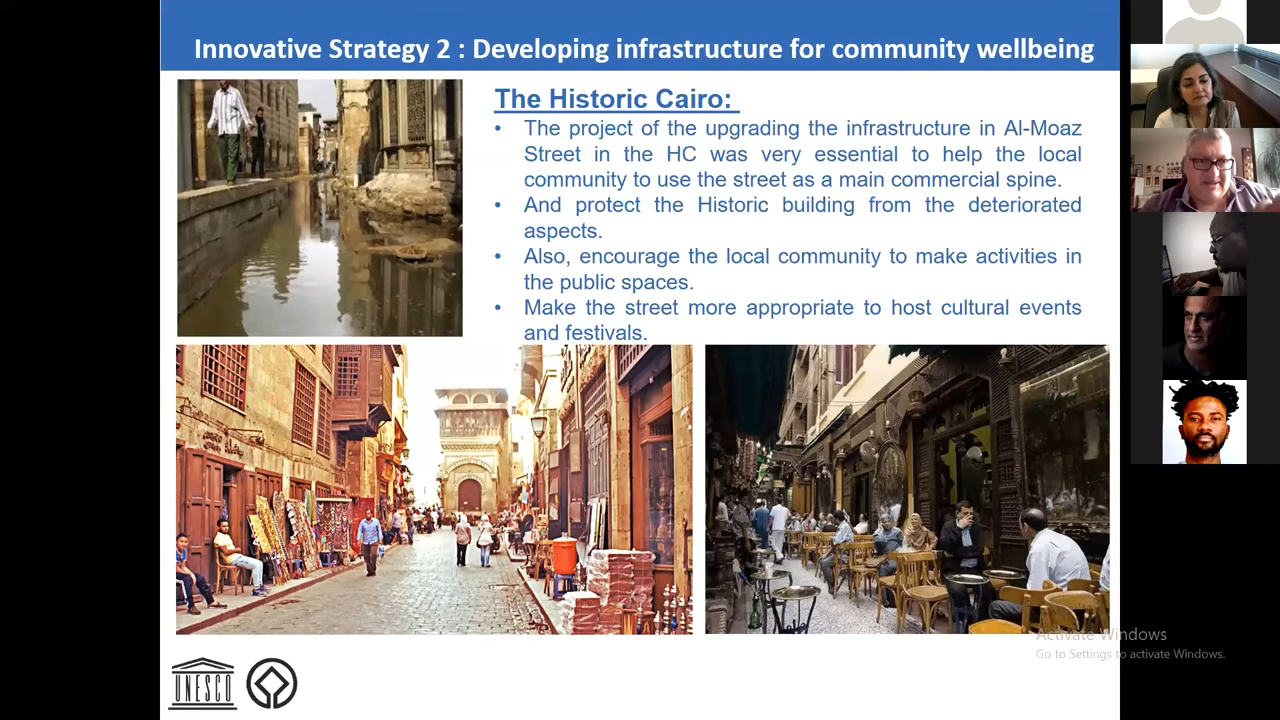 Innovative Strategy 2 : Developing infrastructure for community wellbeing
The Historic Cairo:
• The project of the upgrading the infrastructure in Al-Moaz
Street in the HC was very essential to help the local
community to use the street as a main commercial spine.
• And protect the Historic building from the deteriorated
aspects.
• Also, encourage the local community to make activities in
the public spaces.
• Make the street more appropriate to host cultural events
and festivals.
Activate Windows
Go to Settings to activate Windows.
UNESCO